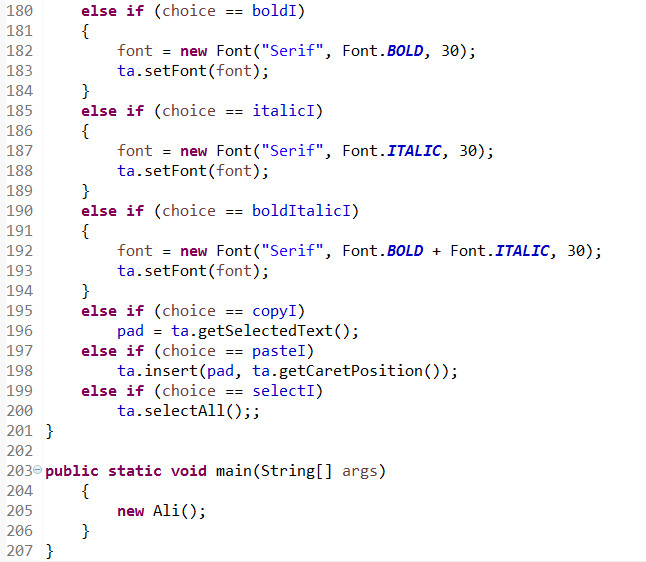 180 else if (choice == boldI)
181 {
182 font = new Font("Serif", Font.BOLD, 30);
183 ta.setFont(font);
184 }
185 else if (choice == italicI)
186 {
187 font = new Font("Serif", Font.ITALIC, 30);
188 ta.setFont(font);
189 }
190 else if (choice == boldItalicI)
191 {
192 font = new Font("Serif", Font.BOLD + Font.ITALIC, 30);
193 ta.setFont(font);
194 }
195 else if (choice == copyI)
196 pad = ta.getSelectedText();
197 else if (choice == pasteI)
198 ta.insert(pad, ta.getCaretPosition());
199 else if (choice == selectI)
200 ta.selectAll();;
201 }
202
203 public static void main(String[] args)
204 {
205 new Ali();
206 }
207 }